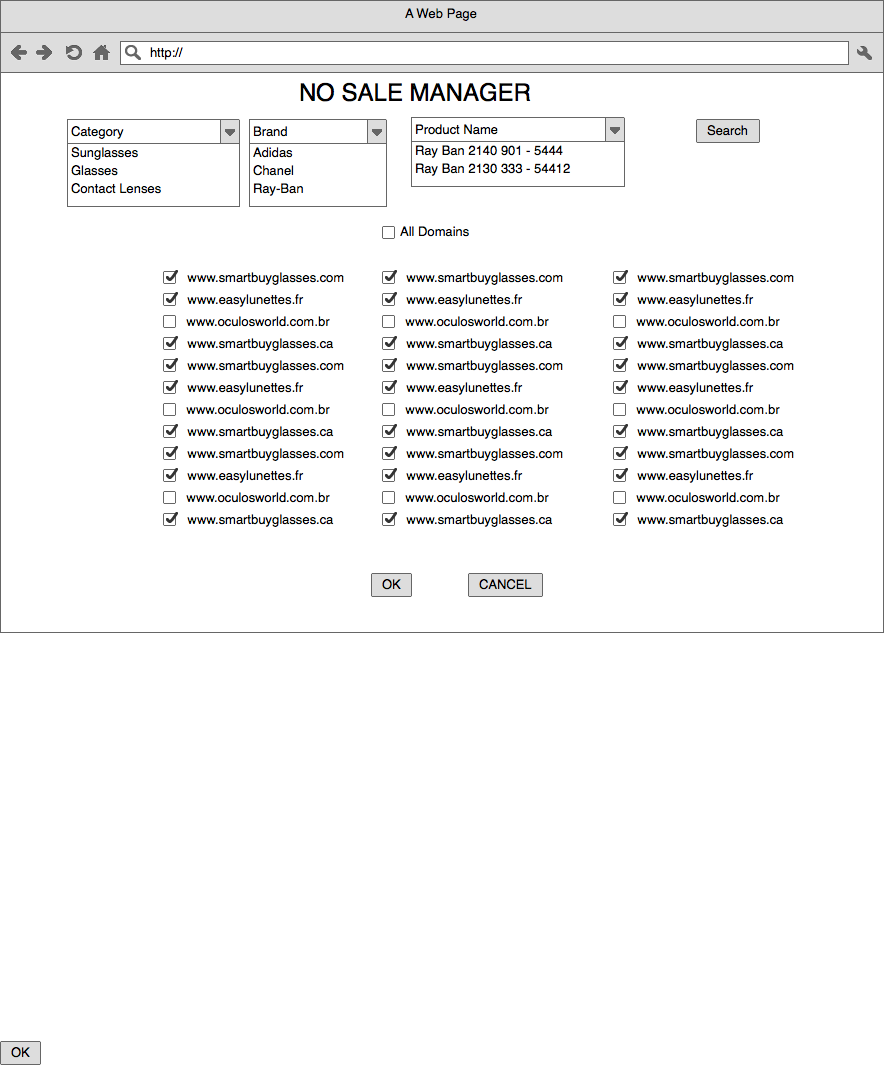 A Web Page
http://
NO SALE MANAGER
Category Brand Product Name Search
Sunglasses Adidas Ray Ban 2140 901 - 5444
Glasses Chanel Ray Ban 2130 333 - 54412
Contact Lenses Ray-Ban
All Domains
www.smartbuyglasses.com www.smartbuyglasses.com www.smartbuyglasses.com
www.easylunettes.fr www.easylunettes.fr www.easylunettes.fr
www.oculosworld.com.br www.oculosworld.com.br www.oculosworld.com.br
www.smartbuyglasses.ca www.smartbuyglasses.ca www.smartbuyglasses.ca
www.smartbuyglasses.com www.smartbuyglasses.com www.smartbuyglasses.com
www.easylunettes.fr www.easylunettes.fr www.easylunettes.fr
www.oculosworld.com.br www.oculosworld.com.br www.oculosworld.com.br
www.smartbuyglasses.ca www.smartbuyglasses.ca www.smartbuyglasses.ca
www.smartbuyglasses.com www.smartbuyglasses.com www.smartbuyglasses.com
www.easylunettes.fr www.easylunettes.fr www.easylunettes.fr
www.oculosworld.com.br www.oculosworld.com.br www.oculosworld.com.br
www.smartbuyglasses.ca www.smartbuyglasses.ca www.smartbuyglasses.ca
OK CANCEL
OK